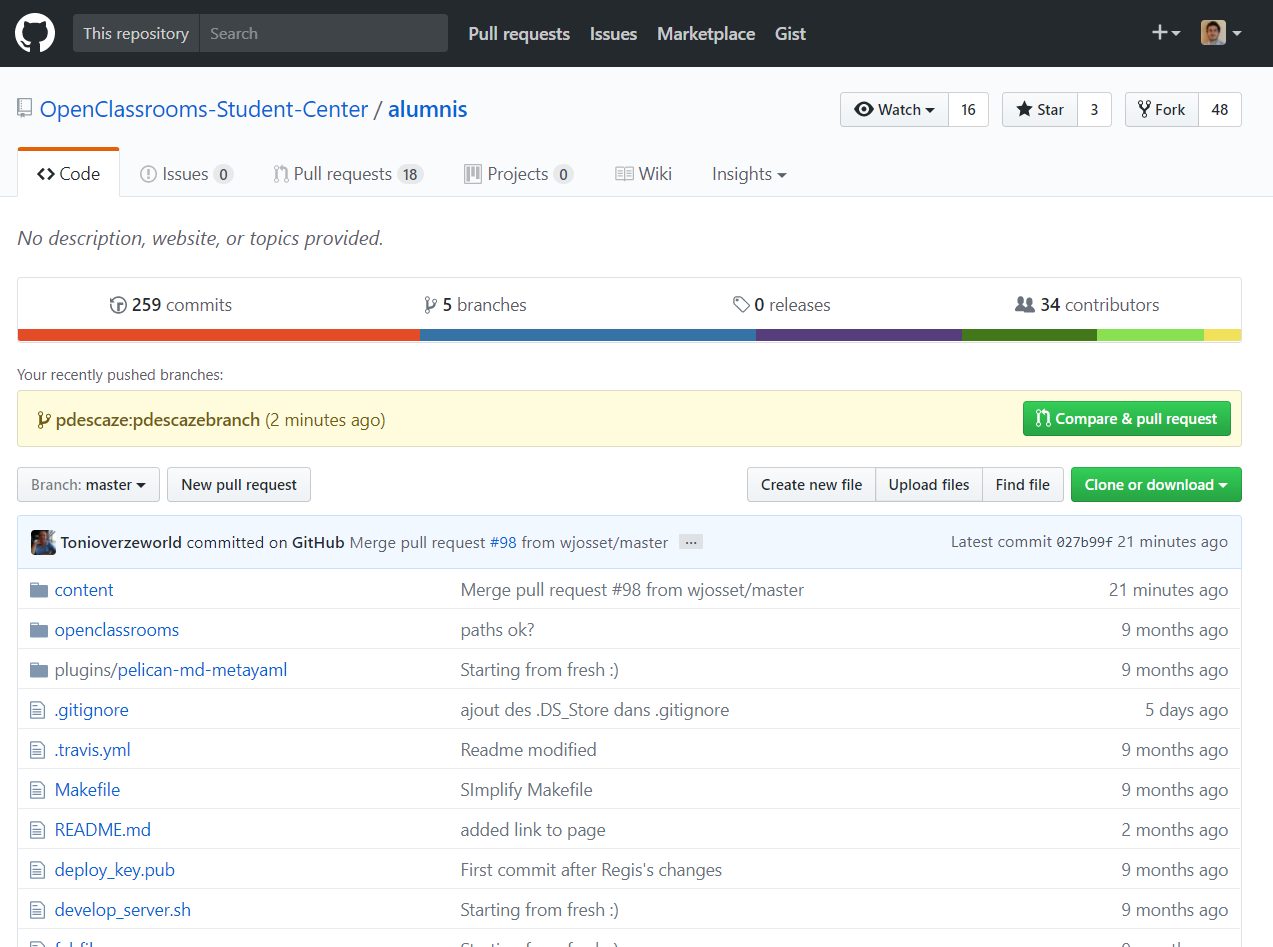 This repository Search Pull requests Issues Marketplace Gist
OpenClassrooms-Student-Center / alumnis Watch 16 Star 3 Fork 48
Code Issues 0 Pull requests 18 Projects 0 Wiki Insights
No description, website, or topics provided.
259 commits 5 branches 0 releases 34 contributors
Your recently pushed branches:
pdescaze:pdescazebranch (2 minutes ago) Compare & pull request
Branch: master New pull request Create new file Upload files Find file Clone or download
Tonioverzeworld committed on GitHub Merge pull request #98 from wjosset/master ... Latest commit 027b99f 21 minutes ago
content Merge pull request #98 from wjosset/master 21 minutes ago
openclassrooms paths ok? 9 months ago
plugins/pelican-md-metayaml Starting from fresh :) 9 months ago
.gitignore ajout des .DS_Store dans .gitignore 5 days ago
.travis.yml Readme modified 9 months ago
Makefile SImplify Makefile 9 months ago
README.md added link to page 2 months ago
deploy_key.pub First commit after Regis's changes 9 months ago
develop_server.sh Starting from fresh :) 9 months ago